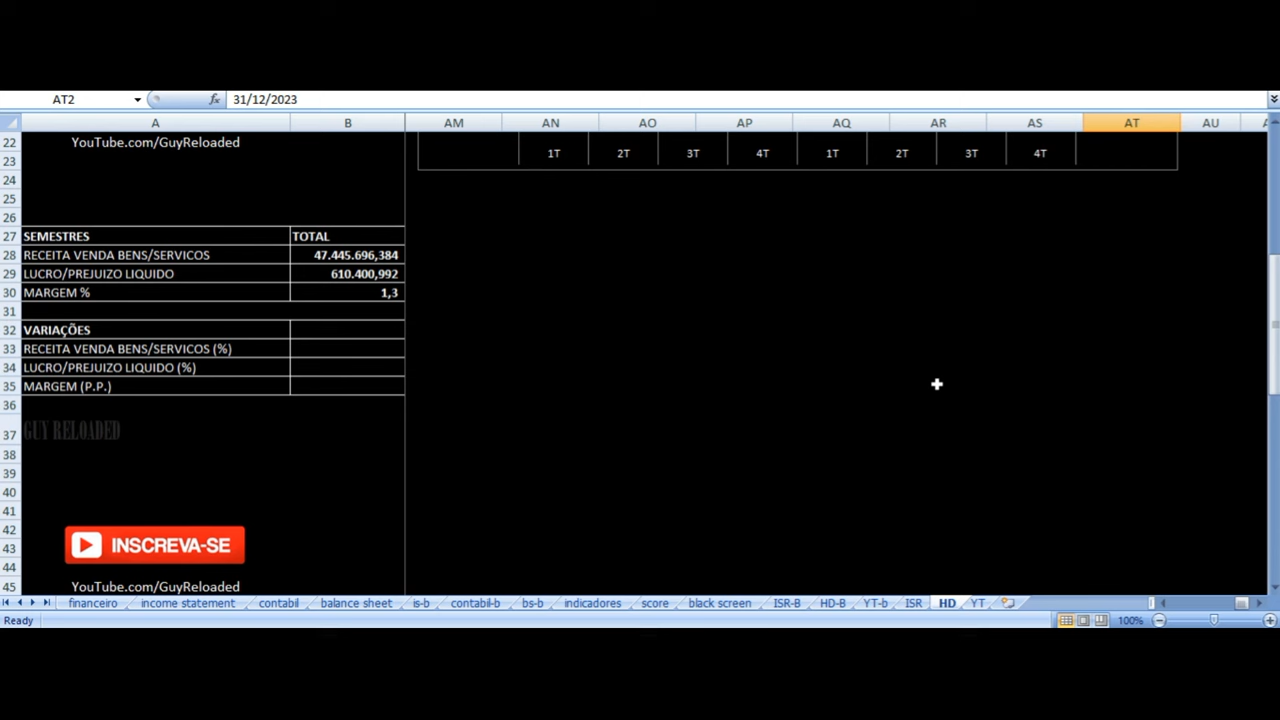 AT2 fx 31/12/2023
A B AM AN AO AP AQ AR AS AT AU
22 YouTube.com/GuyReloaded
23 1T 2T 3T 4T 1T 2T 3T 4T
24
25
26
27 SEMESTRES TOTAL
28 RECEITA VENDA BENS/SERVICOS 47.445.696,384
29 LUCRO/PREJUIZO LIQUIDO 610.400,992
30 MARGEM % 1,3
31
32 VARIAÇÕES
33 RECEITA VENDA BENS/SERVICOS (%)
34 LUCRO/PREJUIZO LIQUIDO (%)
35 MARGEM (P.P.)
36
37 GUY RELOADED
38
39
40
41
42
43 INSCREVA-SE
44
45 YouTube.com/GuyReloaded
financeiro income statement contabil balance sheet is-b contabil-b bs-b indicadores score black screen ISR-B HD-B YT-b ISR HD YT
Ready 100%